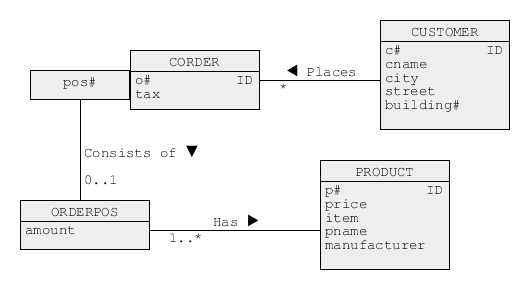 CUSTOMER
c# ID
cname
city
street
building#
CORDER
o# ID
tax
pos#
◀ Places
*
Consists of ▼
0..1
ORDERPOS
amount
Has ▶
1..*
PRODUCT
p# ID
price
item
pname
manufacturer